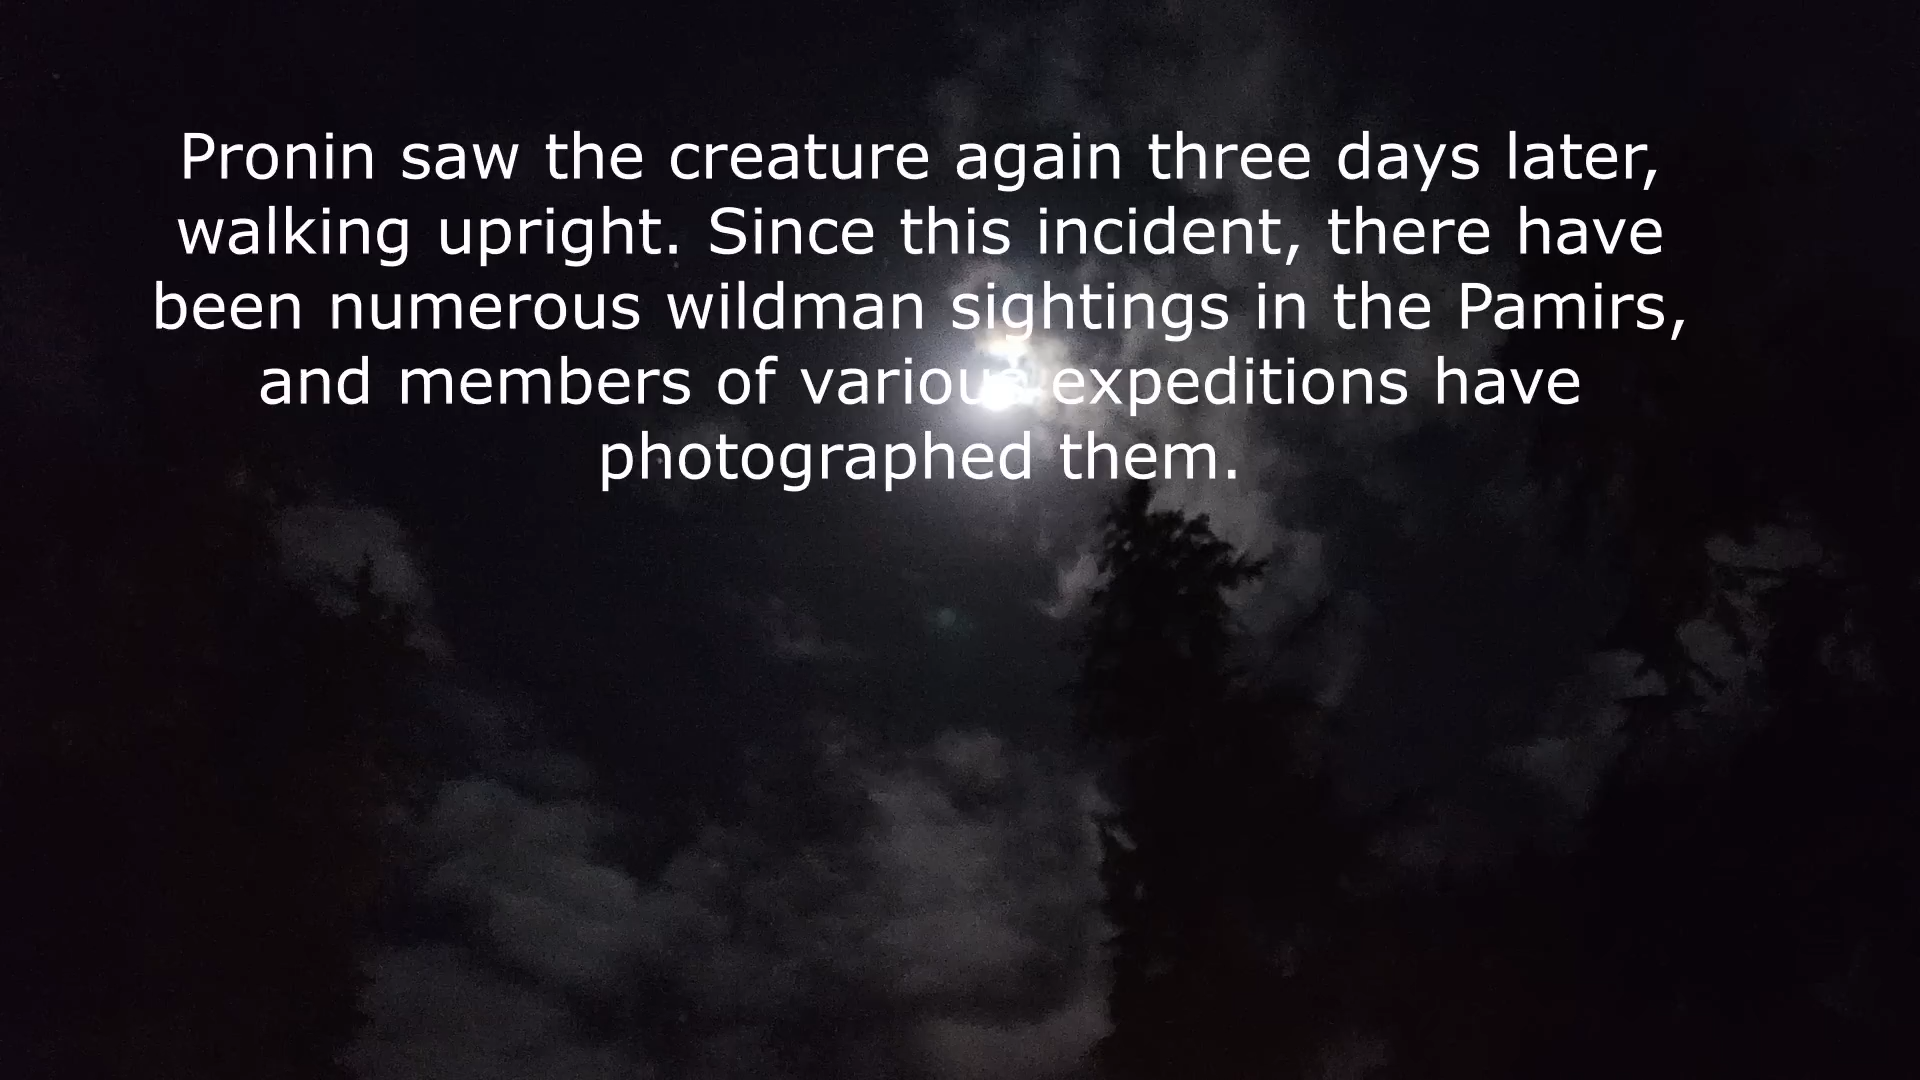 Pronin saw the creature again three days later,
walking upright. Since this incident, there have
been numerous wildman sightings in the Pamirs,
and members of various expeditions have
photographed them.